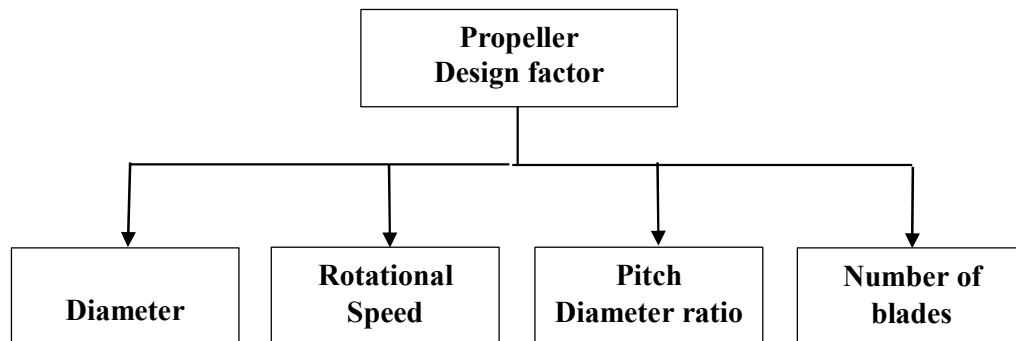 Propeller
Design factor
Diameter
Rotational
Speed
Pitch
Diameter ratio
Number of
blades